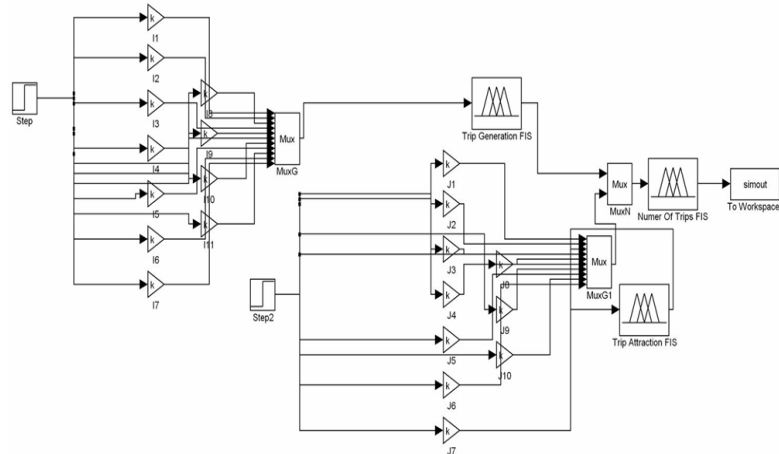 Step
k
I1
k
I2
k
I3
k
I4
k
I5
k
I6
k
I7
k
I8
k
I9
k
I10
k
I11
Mux
MuxG
Trip Generation FIS
Step2
k
J1
k
J2
k
J3
k
J4
k
J5
k
J6
k
J7
k
J8
k
J9
k
J10
Mux
MuxG1
Trip Attraction FIS
Mux
MuxN
Numer Of Trips FIS
simout
To Workspace